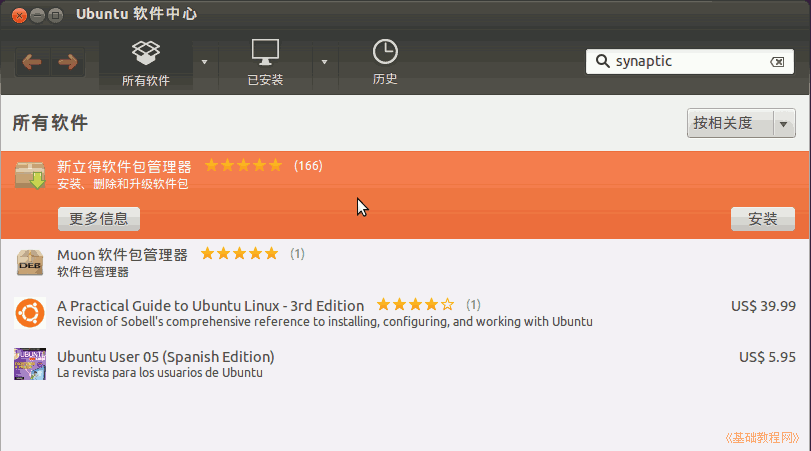 Ubuntu 软件中心
所有软件
已安装
历史
synaptic
所有软件
按相关度
新立得软件包管理器 (166)
安装、删除和升级软件包
更多信息
安装
Muon 软件包管理器 (1)
软件包管理器
DEB
A Practical Guide to Ubuntu Linux - 3rd Edition (1)
US$ 39.99
Revision of Sobell's comprehensive reference to installing, configuring, and working with Ubuntu
Ubuntu User 05 (Spanish Edition)
US$ 5.95
La revista para los usuarios de Ubuntu
《基础教程网》